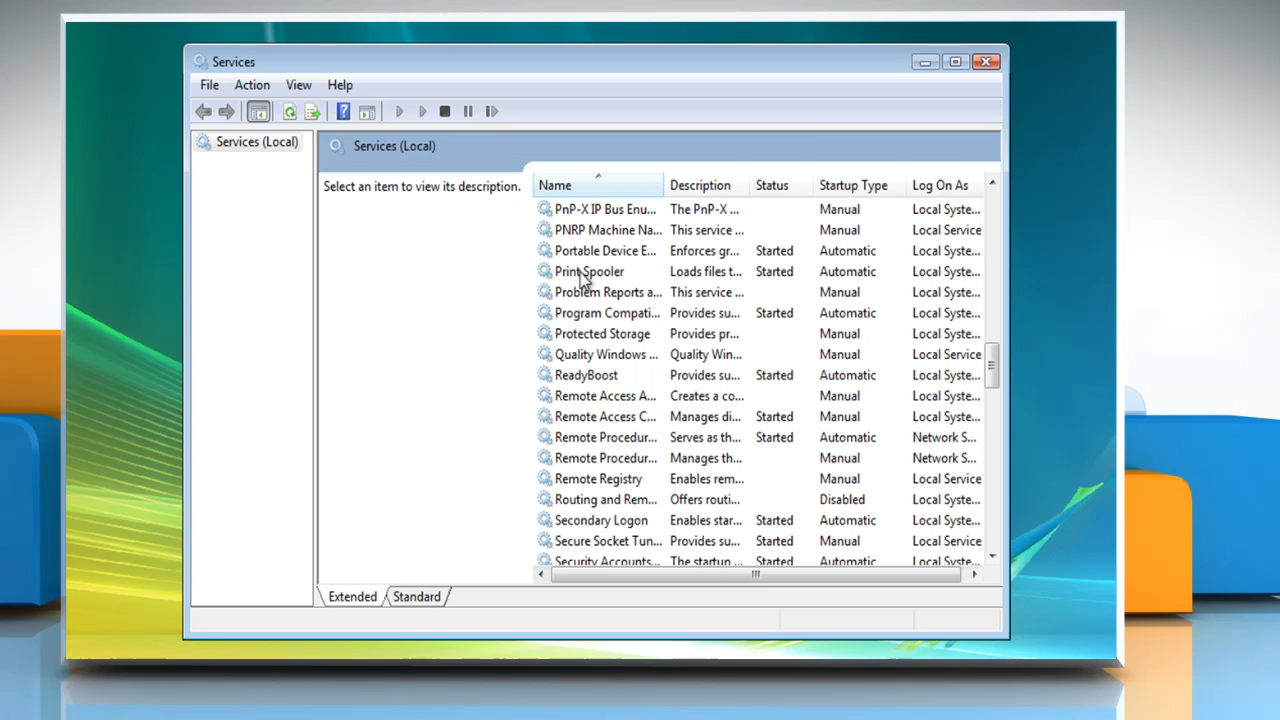 Services
File Action View Help
Services (Local)
Services (Local)
Select an item to view its description.
Name Description Status Startup Type Log On As
PnP-X IP Bus Enu... The PnP-X ... Manual Local Syste...
PNRP Machine Na... This service ... Manual Local Service
Portable Device E... Enforces gr... Started Automatic Local Syste...
Print Spooler Loads files t... Started Automatic Local Syste...
Problem Reports a... This service ... Manual Local Syste...
Program Compati... Provides su... Started Automatic Local Syste...
Protected Storage Provides pr... Manual Local Syste...
Quality Windows ... Quality Win... Manual Local Service
ReadyBoost Provides su... Started Automatic Local Syste...
Remote Access A... Creates a co... Manual Local Syste...
Remote Access C... Manages di... Started Manual Local Syste...
Remote Procedur... Serves as th... Started Automatic Network S...
Remote Procedur... Manages th... Manual Network S...
Remote Registry Enables rem... Manual Local Service
Routing and Rem... Offers routi... Disabled Local Syste...
Secondary Logon Enables star... Started Automatic Local Syste...
Secure Socket Tun... Provides su... Started Manual Local Service
Security Accounts... The startup ... Started Automatic Local Syste...
Extended Standard